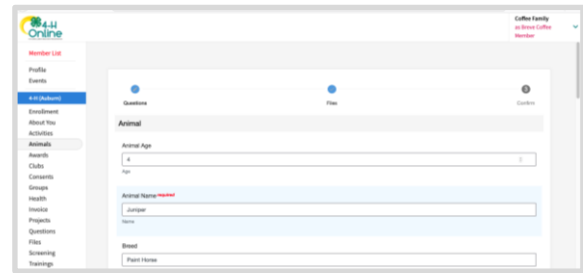 4-H
Online
Coffee Family
as Brave Coffee
Member
Member List
Profile
Events
4-H (Auburn)
Enrollment
About You
Activities
Animals
Awards
Clubs
Consents
Groups
Health
Invoice
Projects
Questions
Files
Screening
Trainings
Questions
Files
3
Confirm
Animal
Animal Age
4
Age
Animal Name required
Juniper
Name
Breed
Paint Horse